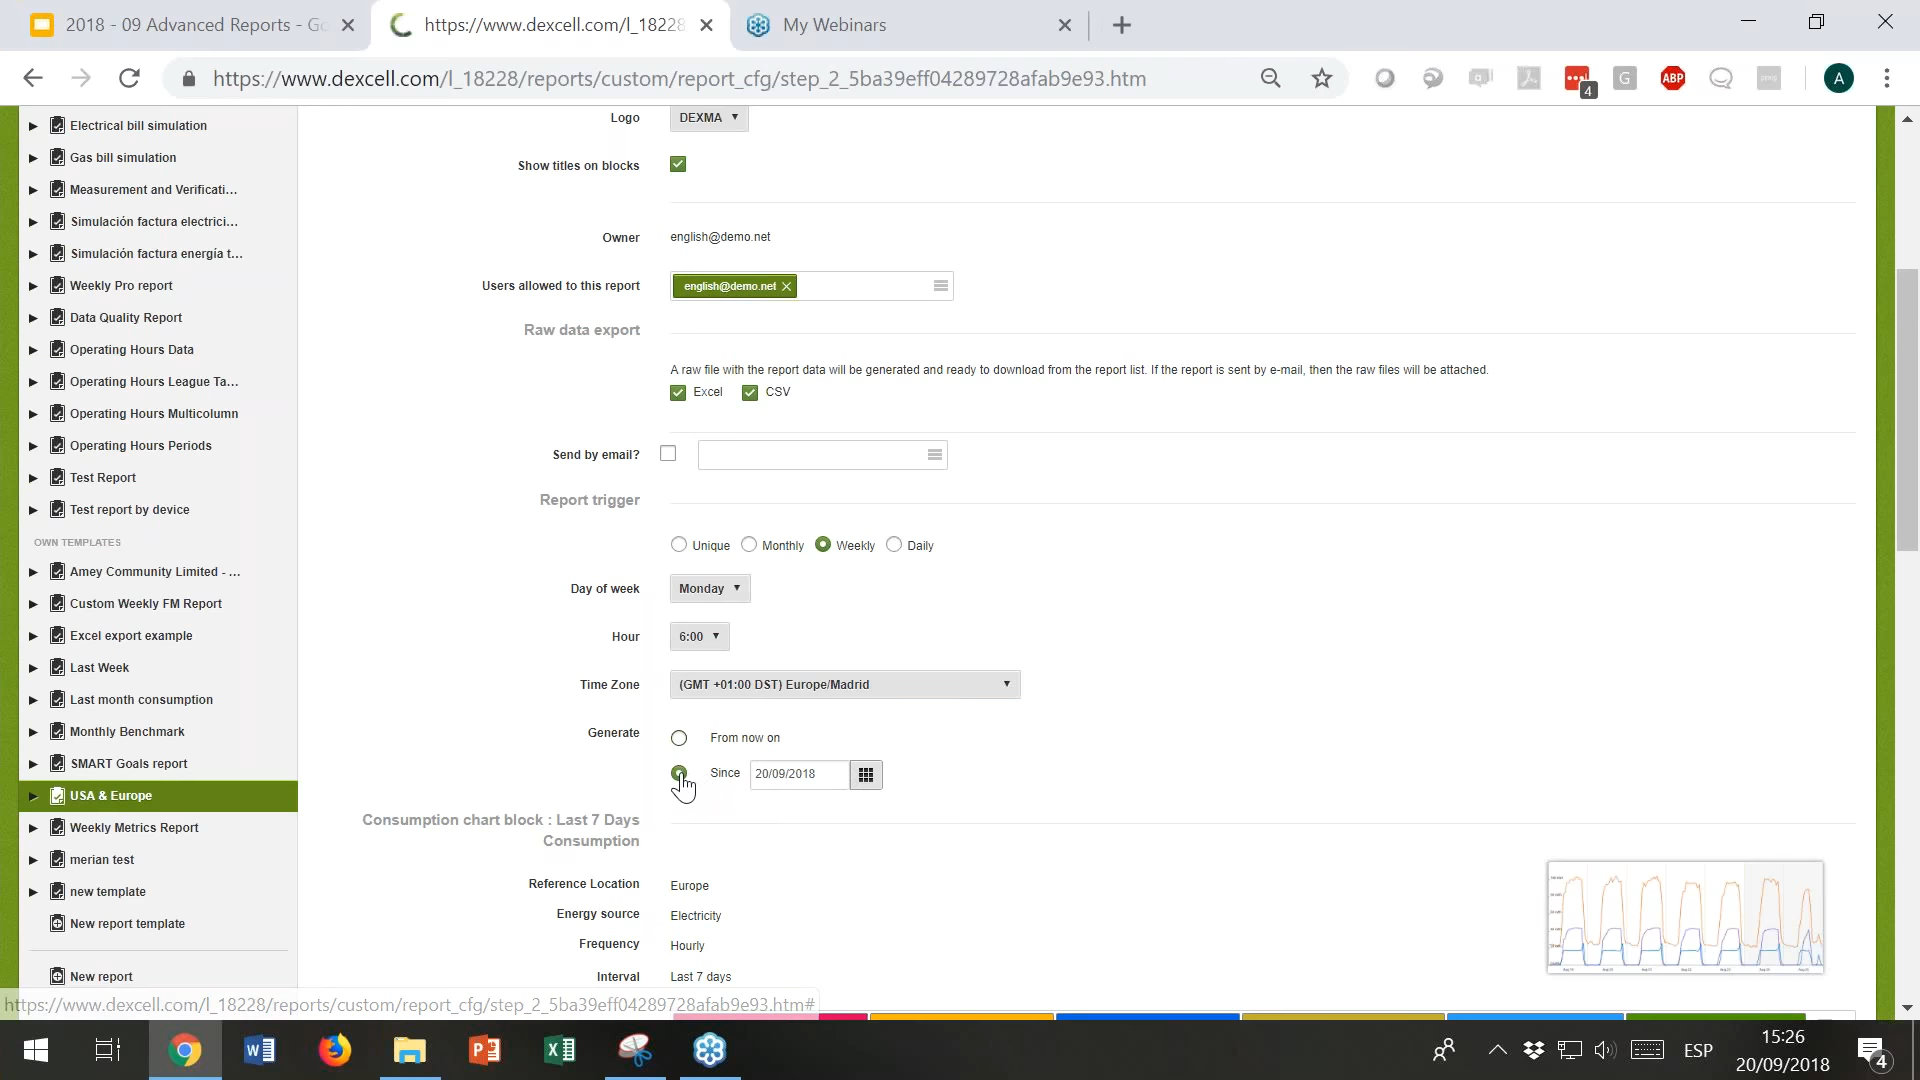 2018 - 09 Advanced Reports - Go
https://www.dexcell.com/l_18228
My Webinars
https://www.dexcell.com/l_18228/reports/custom/report_cfg/step_2_5ba39eff04289728afab9e93.htm
4
G
ABP
A
Electrical bill simulation
Gas bill simulation
Measurement and Verificati...
Simulación factura electrici...
Simulación factura energía t...
Weekly Pro report
Data Quality Report
Operating Hours Data
Operating Hours League Ta...
Operating Hours Multicolumn
Operating Hours Periods
Test Report
Test report by device
OWN TEMPLATES
Amey Community Limited - ...
Custom Weekly FM Report
Excel export example
Last Week
Last month consumption
Monthly Benchmark
SMART Goals report
USA & Europe
Weekly Metrics Report
merian test
new template
New report template
New report
Logo DEXMA
Show titles on blocks
Owner english@demo.net
Users allowed to this report english@demo.net
Raw data export
A raw file with the report data will be generated and ready to download from the report list. If the report is sent by e-mail, then the raw files will be attached.
Excel CSV
Send by email?
Report trigger
Unique Monthly Weekly Daily
Day of week Monday
Hour 6:00
Time Zone (GMT +01:00 DST) Europe/Madrid
Generate From now on
Since 20/09/2018
Consumption chart block : Last 7 Days
Consumption
Reference Location Europe
Energy source Electricity
Frequency Hourly
Interval Last 7 days
https://www.dexcell.com/l_18228/reports/custom/report_cfg/step_2_5ba39eff04289728afab9e93.htm#
ESP
15:26
20/09/2018
4